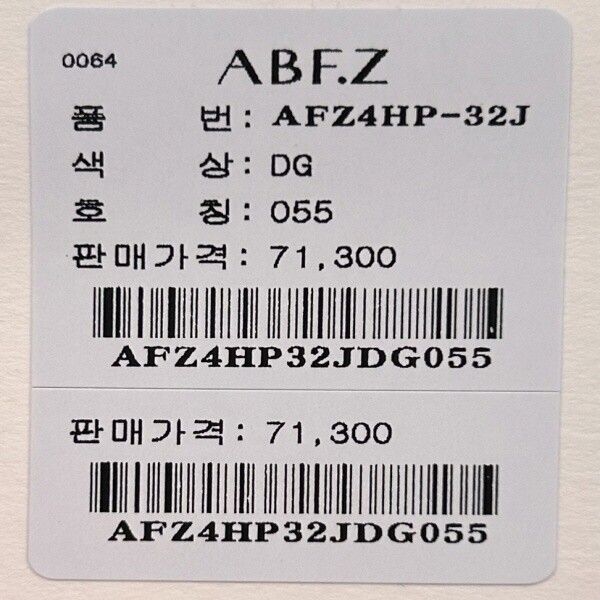 0064
ABF.Z
품 번: AFZ4HP-32J
색 상: DG
호 칭: 055
판매가격: 71,300
AFZ4HP32JDG055
판매가격: 71,300
AFZ4HP32JDG055